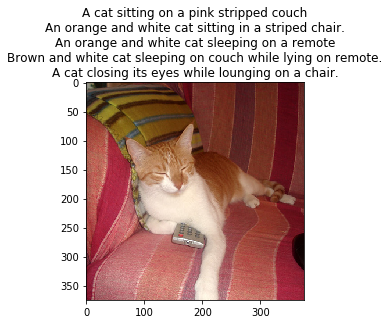 A cat sitting on a pink stripped couch
An orange and white cat sitting in a striped chair.
An orange and white cat sleeping on a remote
Brown and white cat sleeping on couch while lying on remote.
A cat closing its eyes while lounging on a chair.
0
50
100
150
200
250
300
350
0 100 200 300